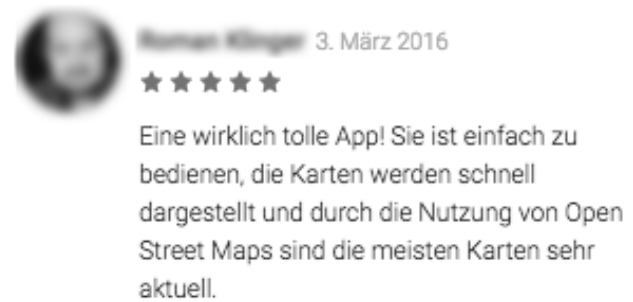 3. März 2016
Eine wirklich tolle App! Sie ist einfach zu
bedienen, die Karten werden schnell
dargestellt und durch die Nutzung von Open
Street Maps sind die meisten Karten sehr
aktuell.